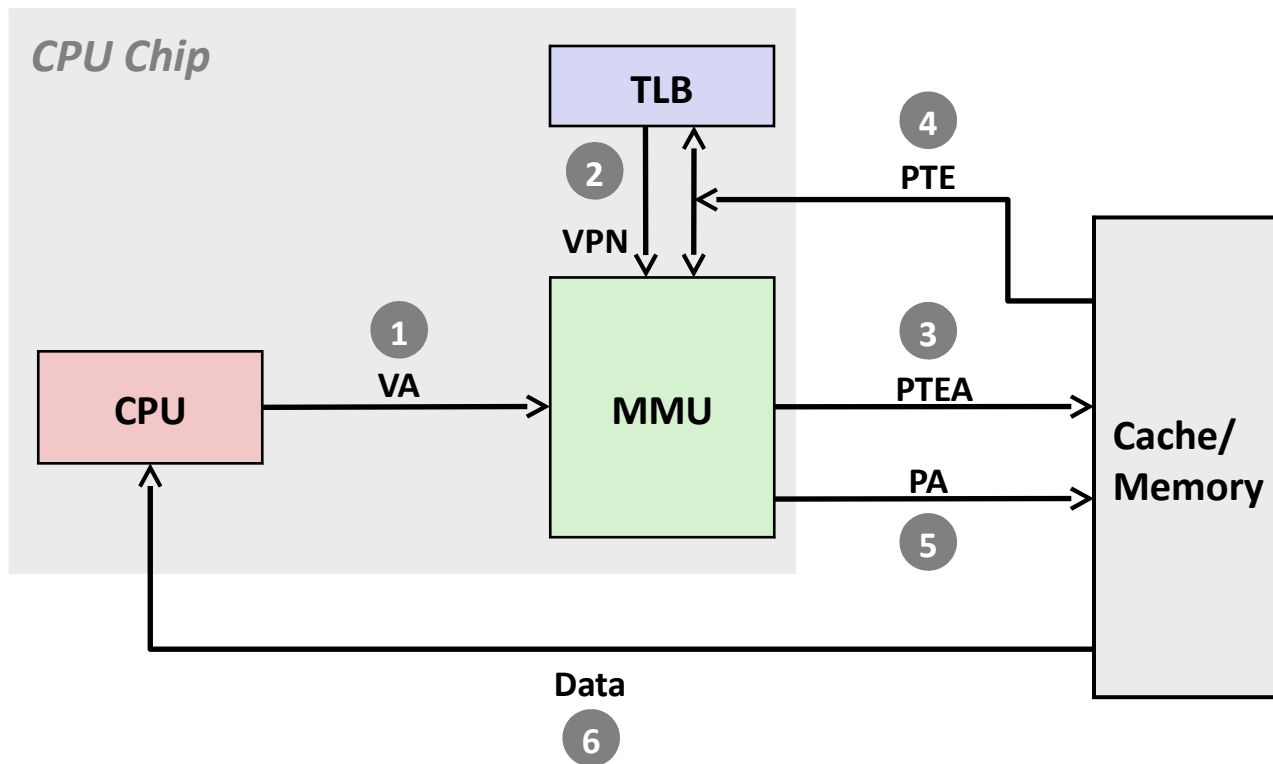 CPU Chip
TLB
4
2
PTE
VPN
1
3
VA
PTEA
CPU
MMU
Cache/
Memory
PA
5
Data
6